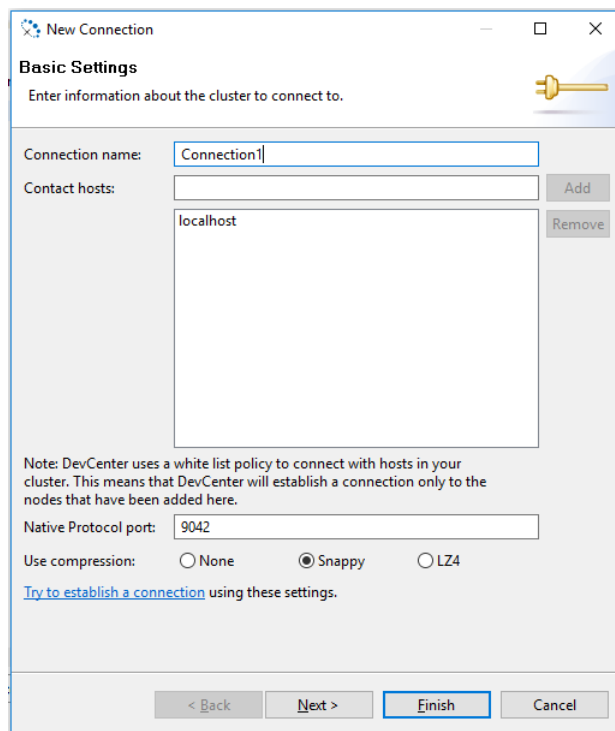 New Connection
Basic Settings
Enter information about the cluster to connect to.
Connection name: Connection1
Contact hosts: Add
localhost Remove
Note: DevCenter uses a white list policy to connect with hosts in your
cluster. This means that DevCenter will establish a connection only to the
nodes that have been added here.
Native Protocol port: 9042
Use compression: None Snappy LZ4
Try to establish a connection using these settings.
< Back Next > Finish Cancel